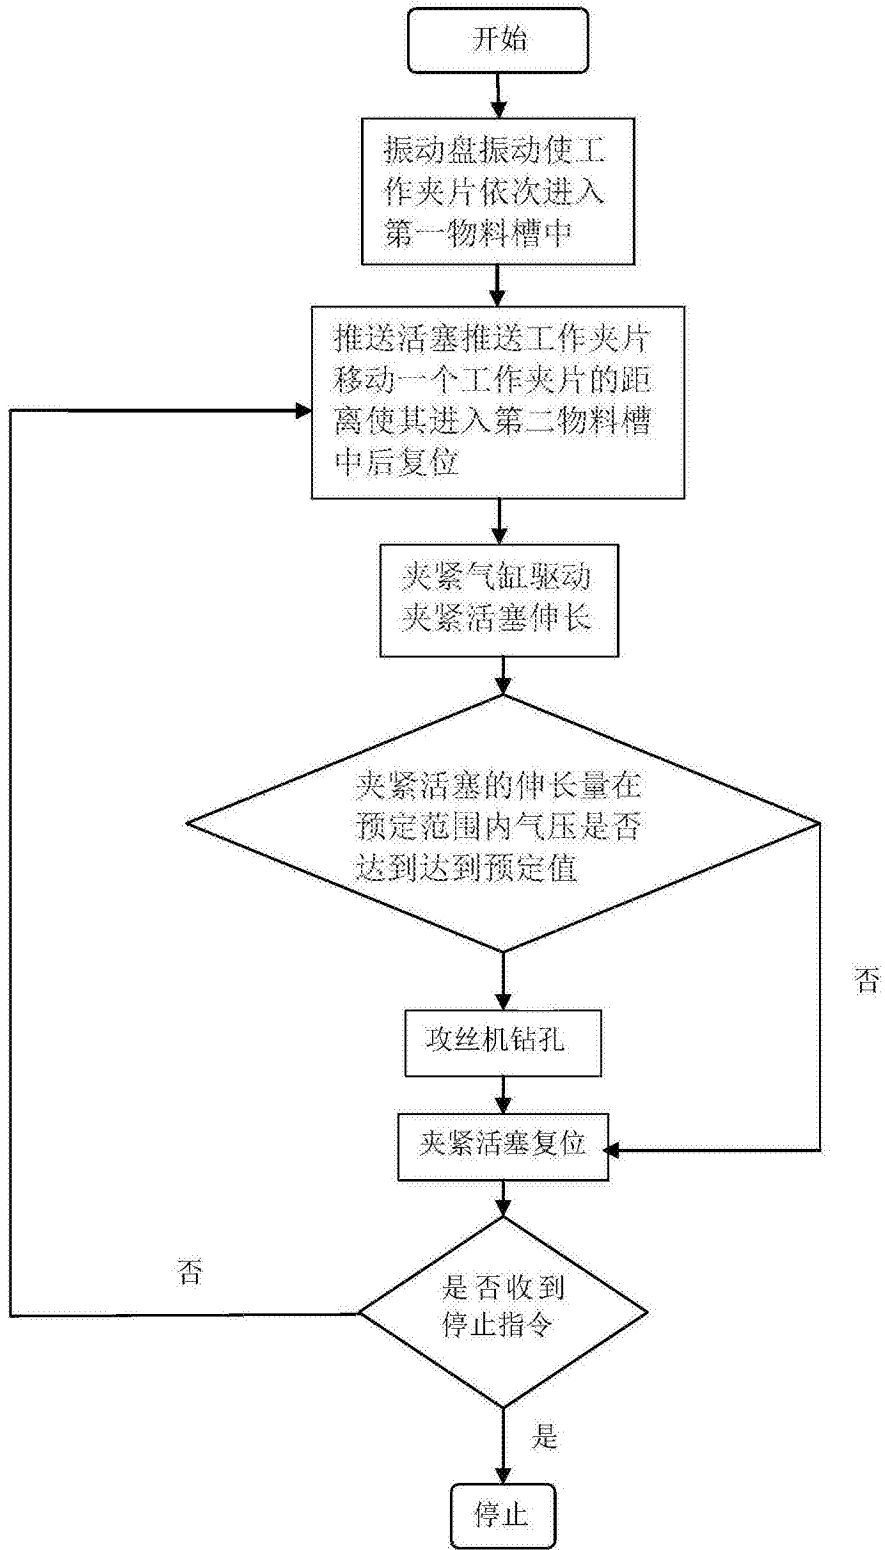 开始
振动盘振动使工
作夹片依次进入
第一物料槽中
推送活塞推送工作夹片
移动一个工作夹片的距
离使其进入第二物料槽
中后复位
夹紧气缸驱动
夹紧活塞伸长
夹紧活塞的伸长量在
预定范围内气压是否
达到达到预定值
否
攻丝机钻孔
夹紧活塞复位
否
是否收到
停止指令
是
停止